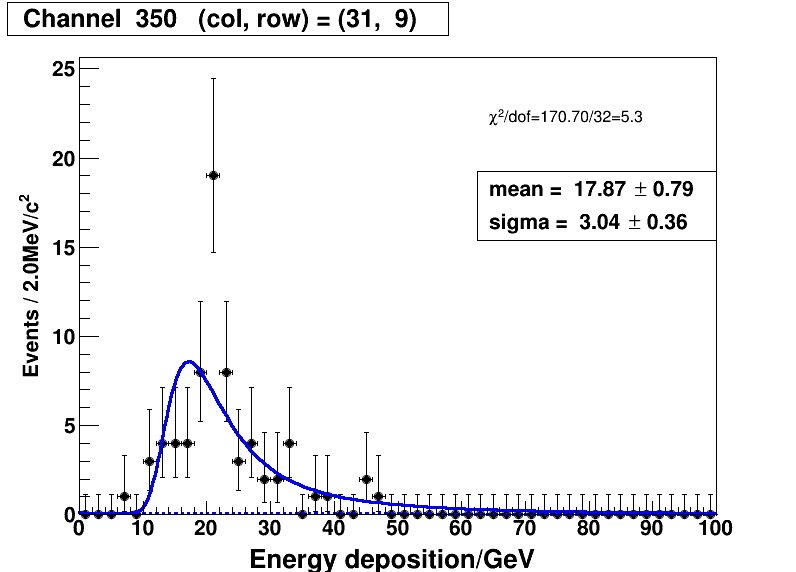 Channel 350 (col, row) = (31, 9)
χ²/dof=170.70/32=5.3
mean = 17.87 ± 0.79
sigma = 3.04 ± 0.36
Events / 2.0MeV/c²
25
20
15
10
5
0
0 10 20 30 40 50 60 70 80 90 100
Energy deposition/GeV